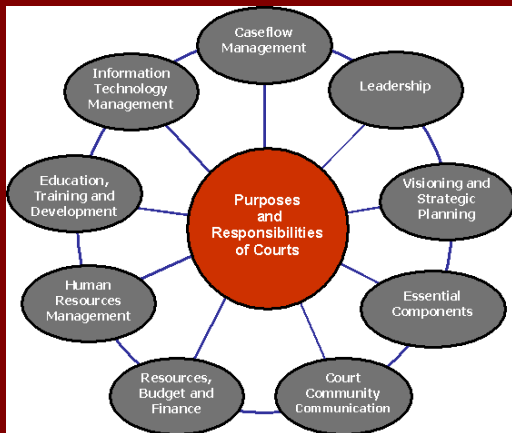 Caseflow
Management
Leadership
Visioning and
Strategic
Planning
Essential
Components
Court
Community
Communication
Resources,
Budget and
Finance
Human
Resources
Management
Education,
Training and
Development
Information
Technology
Management
Purposes
and
Responsibilities
of Courts